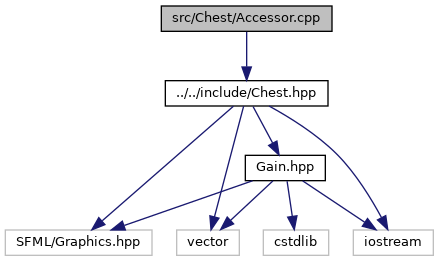 src/Chest/Accessor.cpp
../../include/Chest.hpp
Gain.hpp
SFML/Graphics.hpp
vector
cstdlib
iostream